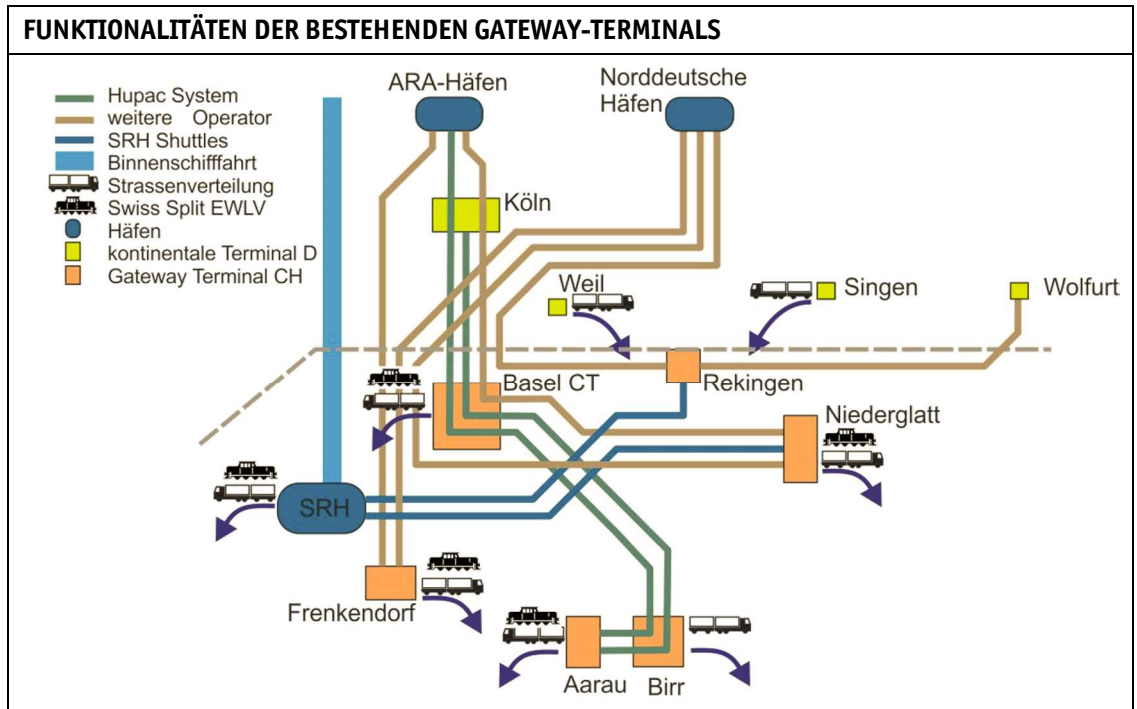 FUNKTIONALITÄTEN DER BESTEHENDEN GATEWAY-TERMINALS
Hupac System
weitere Operator
SRH Shuttles
Binnenschifffahrt
Strassenverteilung
Swiss Split EWLV
Häfen
kontinentale Terminal D
Gateway Terminal CH
ARA-Häfen
Norddeutsche
Häfen
Köln
Weil
Singen
Wolfurt
Basel CT
Rekingen
Niederglatt
SRH
Frenkendorf
Aarau
Birr